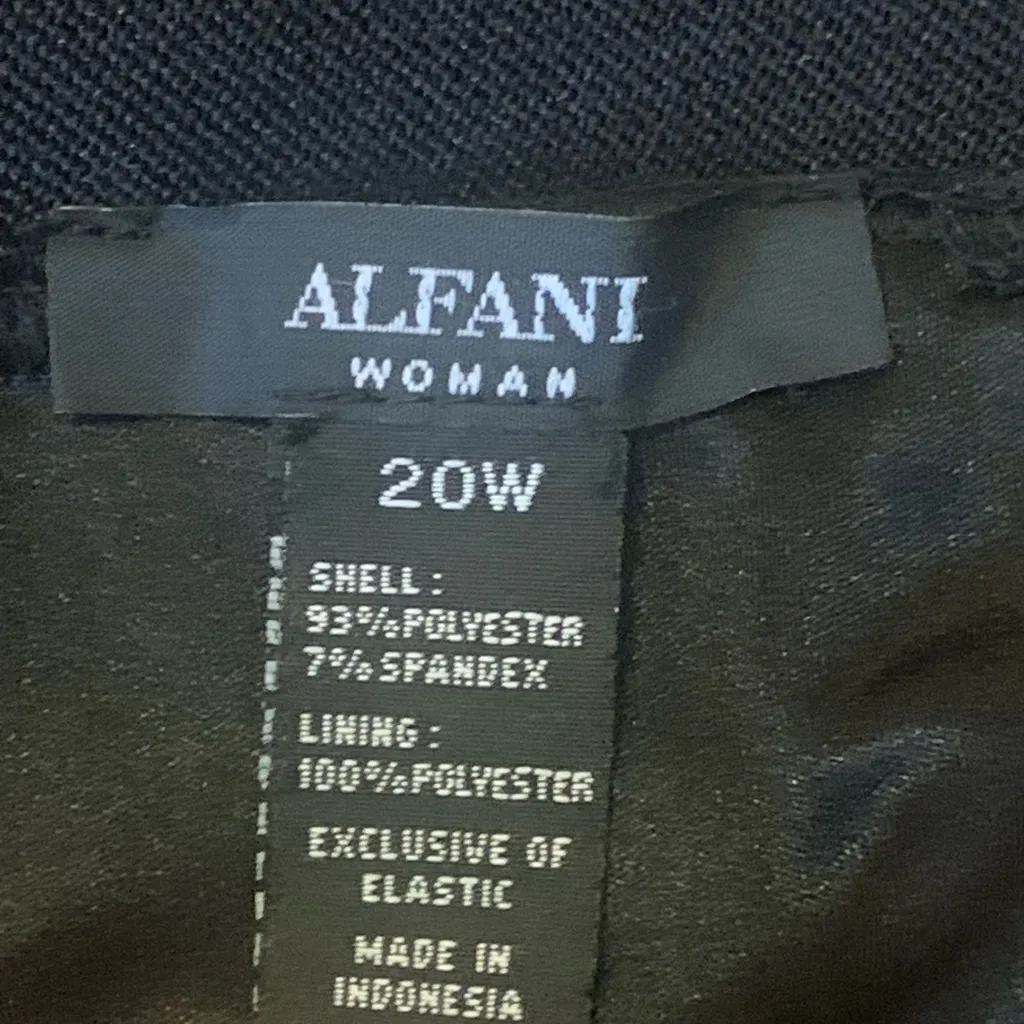 ALFANI
WOMAN
20W
SHELL:
93%POLYESTER
7%SPANDEX
LINING:
100%POLYESTER
EXCLUSIVE OF
ELASTIC
MADE IN
INDONESIA